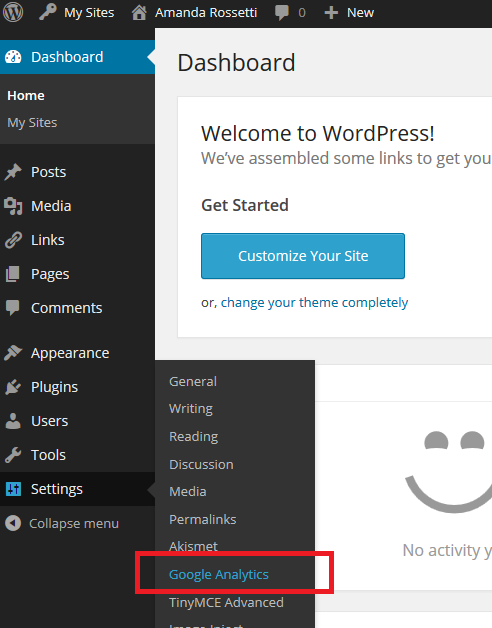 My Sites
Amanda Rossetti
0
New
Dashboard
Home
My Sites
Posts
Media
Links
Pages
Comments
Appearance
Plugins
Users
Tools
Settings
Collapse menu
Dashboard
Welcome to WordPress!
We've assembled some links to get you
Get Started
Customize Your Site
or, change your theme completely
General
Writing
Reading
Discussion
Media
Permalinks
Akismet
Google Analytics
TinyMCE Advanced
Image Inject
No activity y